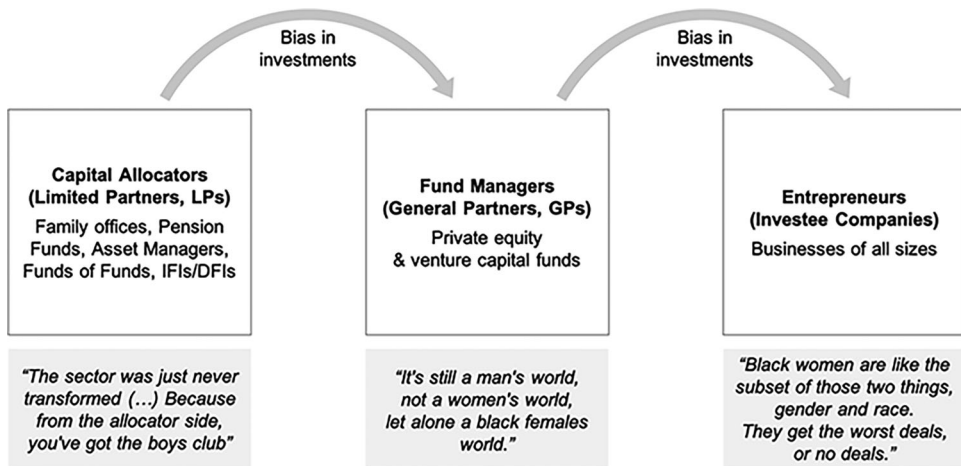 Bias in
investments
Bias in
investments
Capital Allocators
(Limited Partners, LPs)
Family offices, Pension
Funds, Asset Managers,
Funds of Funds, IFIs/DFIs
Fund Managers
(General Partners, GPs)
Private equity
& venture capital funds
Entrepreneurs
(Investee Companies)
Businesses of all sizes
“The sector was just never
transformed (…) Because
from the allocator side,
you've got the boys club”
“It's still a man's world,
not a women's world,
let alone a black females
world.”
“Black women are like the
subset of those two things,
gender and race.
They get the worst deals,
or no deals.”